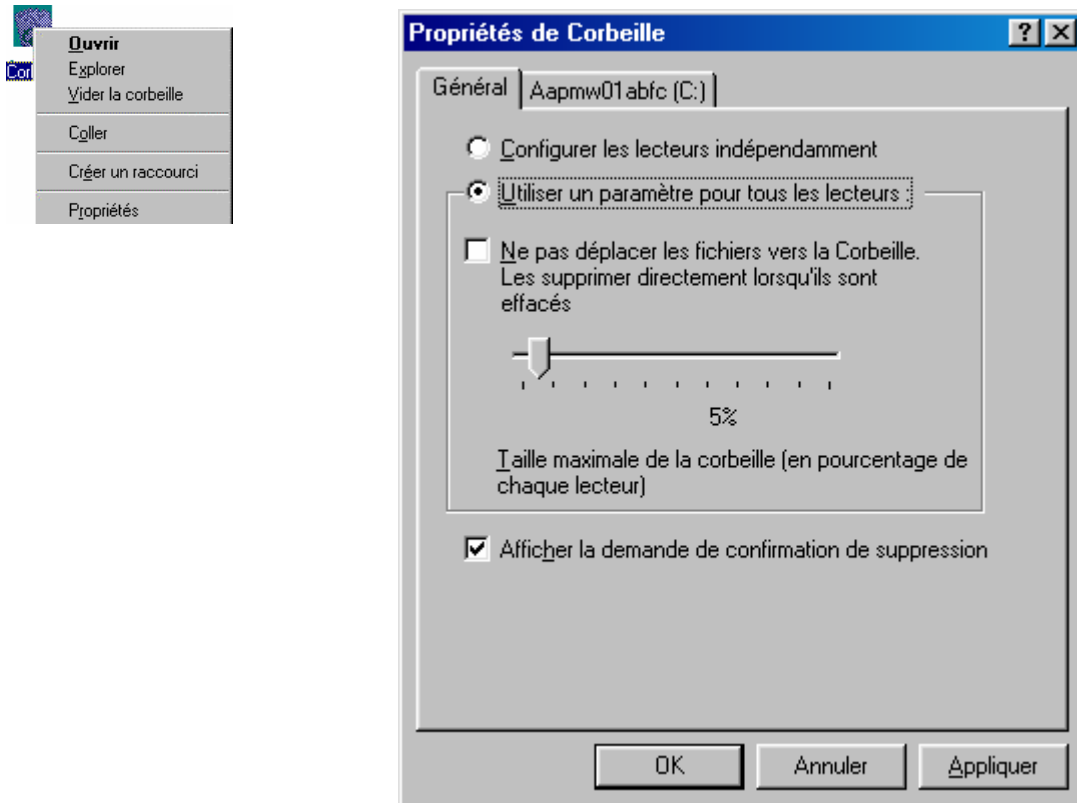 Ouvrir
Explorer
Vider la corbeille
Coller
Créer un raccourci
Propriétés
Propriétés de Corbeille
Général
Aapmw01abfc (C:)
Configurer les lecteurs indépendamment
Utiliser un paramètre pour tous les lecteurs :
Ne pas déplacer les fichiers vers la Corbeille.
Les supprimer directement lorsqu'ils sont
effacés
5%
Taille maximale de la corbeille (en pourcentage de
chaque lecteur)
Afficher la demande de confirmation de suppression
OK
Annuler
Appliquer